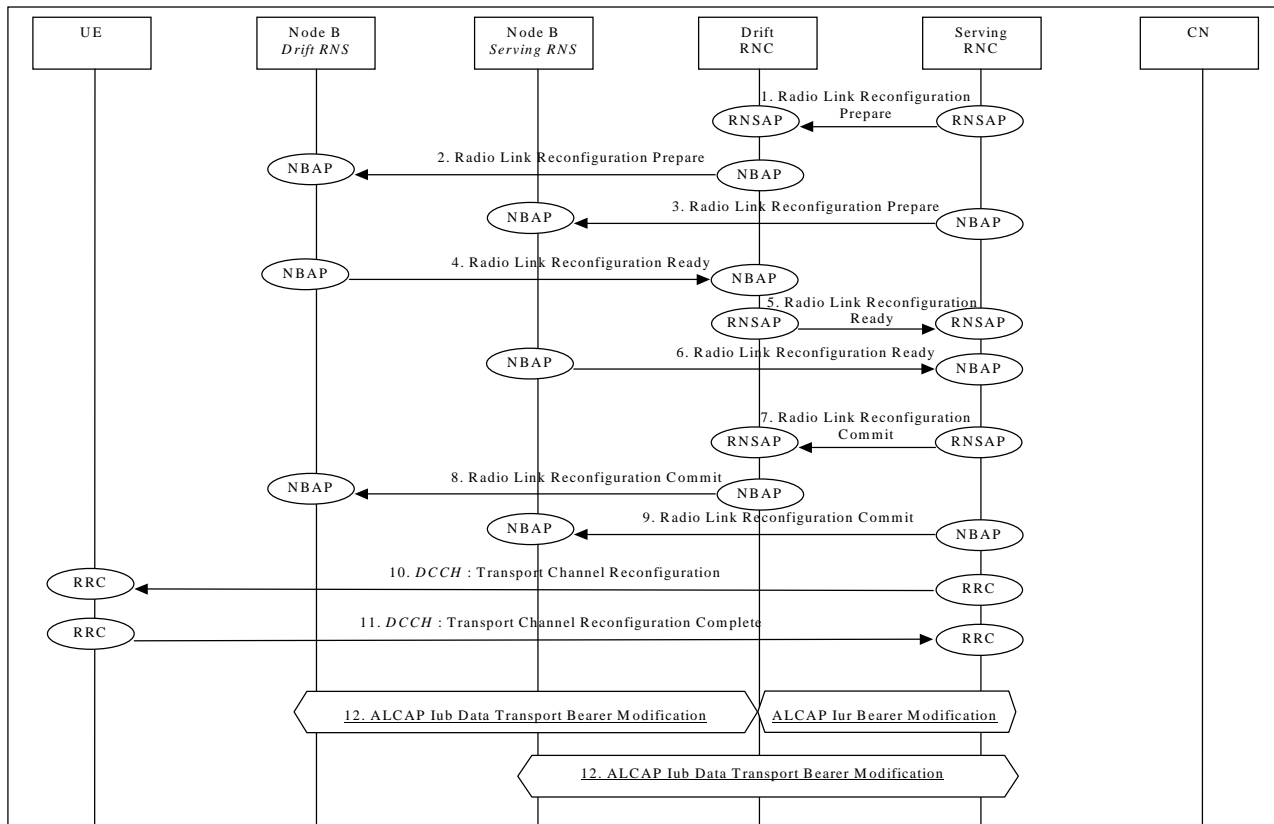 UE
Node B
Drift RNS
Node B
Serving RNS
Drift
RNC
Serving
RNC
CN
1. Radio Link Reconfiguration
Prepare
RNSAP
RNSAP
2. Radio Link Reconfiguration Prepare
NBAP
NBAP
3. Radio Link Reconfiguration Prepare
NBAP
NBAP
4. Radio Link Reconfiguration Ready
NBAP
NBAP
5. Radio Link Reconfiguration
Ready
RNSAP
RNSAP
6. Radio Link Reconfiguration Ready
NBAP
NBAP
7. Radio Link Reconfiguration
Commit
RNSAP
RNSAP
8. Radio Link Reconfiguration Commit
NBAP
NBAP
9. Radio Link Reconfiguration Commit
NBAP
NBAP
10. DCCH : Transport Channel Reconfiguration
RRC
RRC
11. DCCH : Transport Channel Reconfiguration Complete
RRC
RRC
12. ALCAP Iub Data Transport Bearer Modification
ALCAP Iur Bearer Modification
12. ALCAP Iub Data Transport Bearer Modification